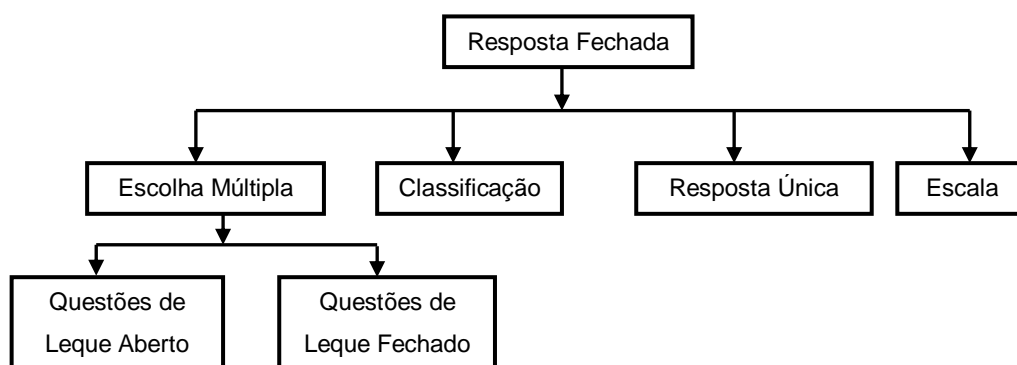 Resposta Fechada
Escolha Múltipla
Classificação
Resposta Única
Escala
Questões de
Leque Aberto
Questões de
Leque Fechado